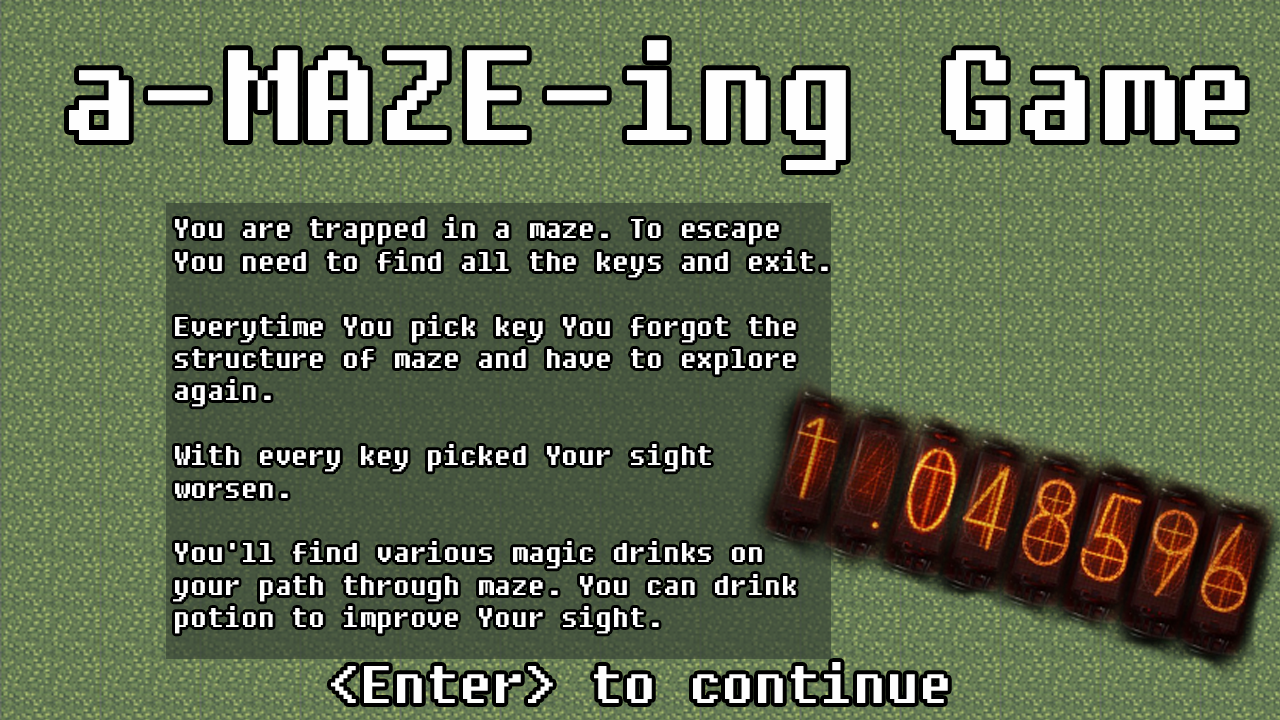 a-MAZE-ing Game
You are trapped in a maze. To escape
You need to find all the keys and exit.
Everytime You pick key You forgot the
structure of maze and have to explore
again.
With every key picked Your sight
worsen.
You'll find various magic drinks on
your path through maze. You can drink
potion to improve Your sight.
1.048596
<Enter> to continue